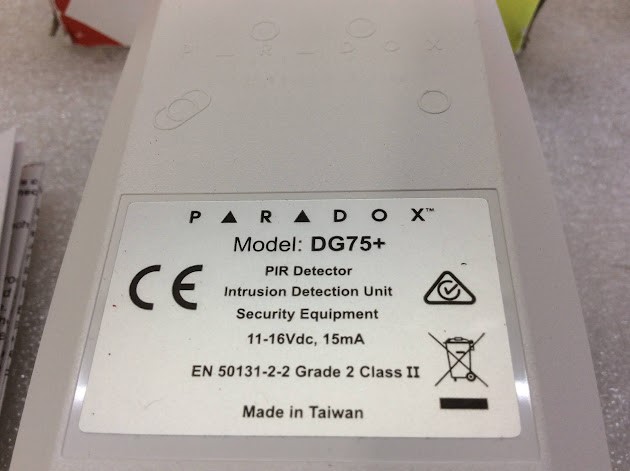 P A R A D O X
PARADOX™
Model: DG75+
PIR Detector
Intrusion Detection Unit
Security Equipment
11-16Vdc, 15mA
EN 50131-2-2 Grade 2 Class II
Made in Taiwan
CE